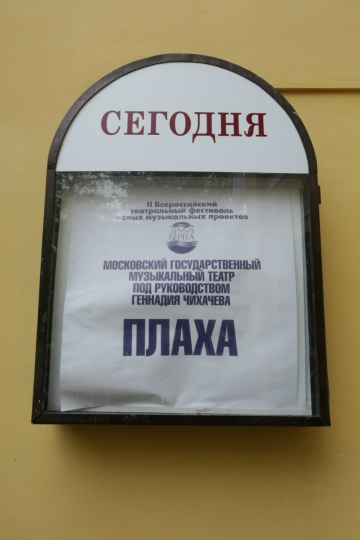 СЕГОДНЯ
II Всероссийский
театральный фестиваль
новых музыкальных проектов
МОСКОВСКИЙ ГОСУДАРСТВЕННЫЙ
МУЗЫКАЛЬНЫЙ ТЕАТР
ПОД РУКОВОДСТВОМ
ГЕННАДИЯ ЧИХАЧЕВА
ПЛАХА